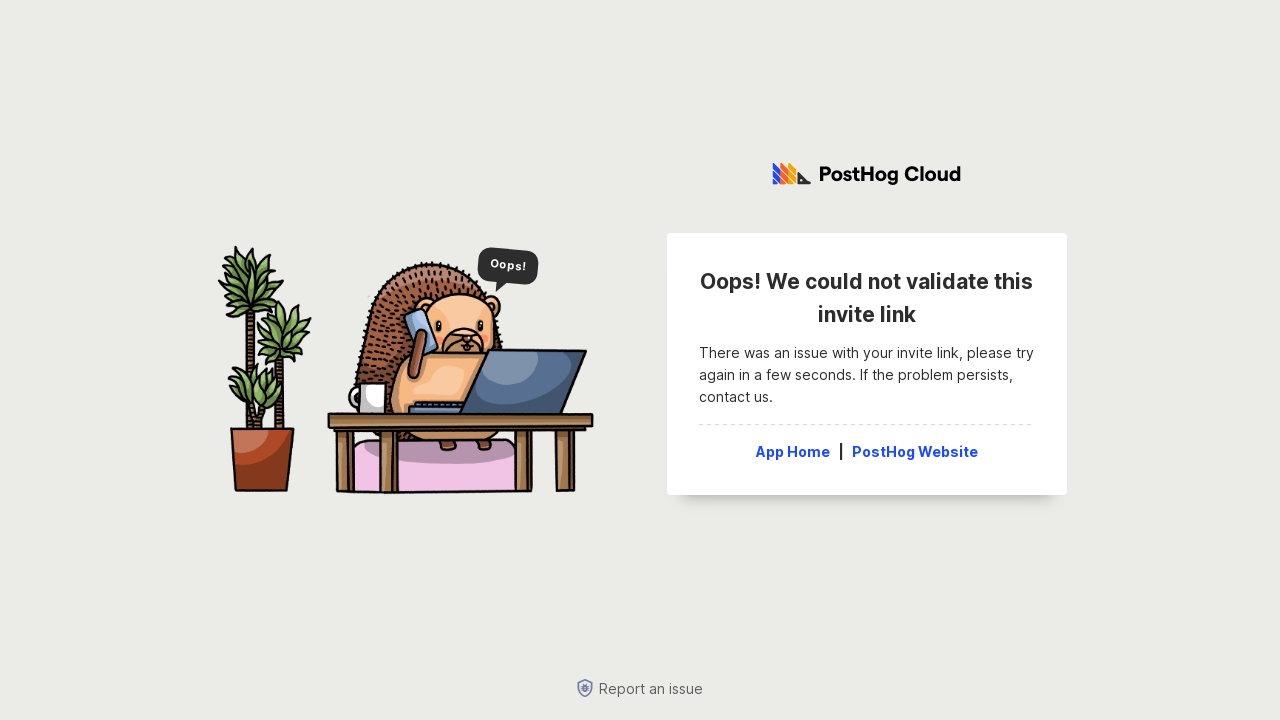 PostHog Cloud
Oops!
Oops! We could not validate this
invite link
There was an issue with your invite link, please try
again in a few seconds. If the problem persists,
contact us.
App Home | PostHog Website
Report an issue